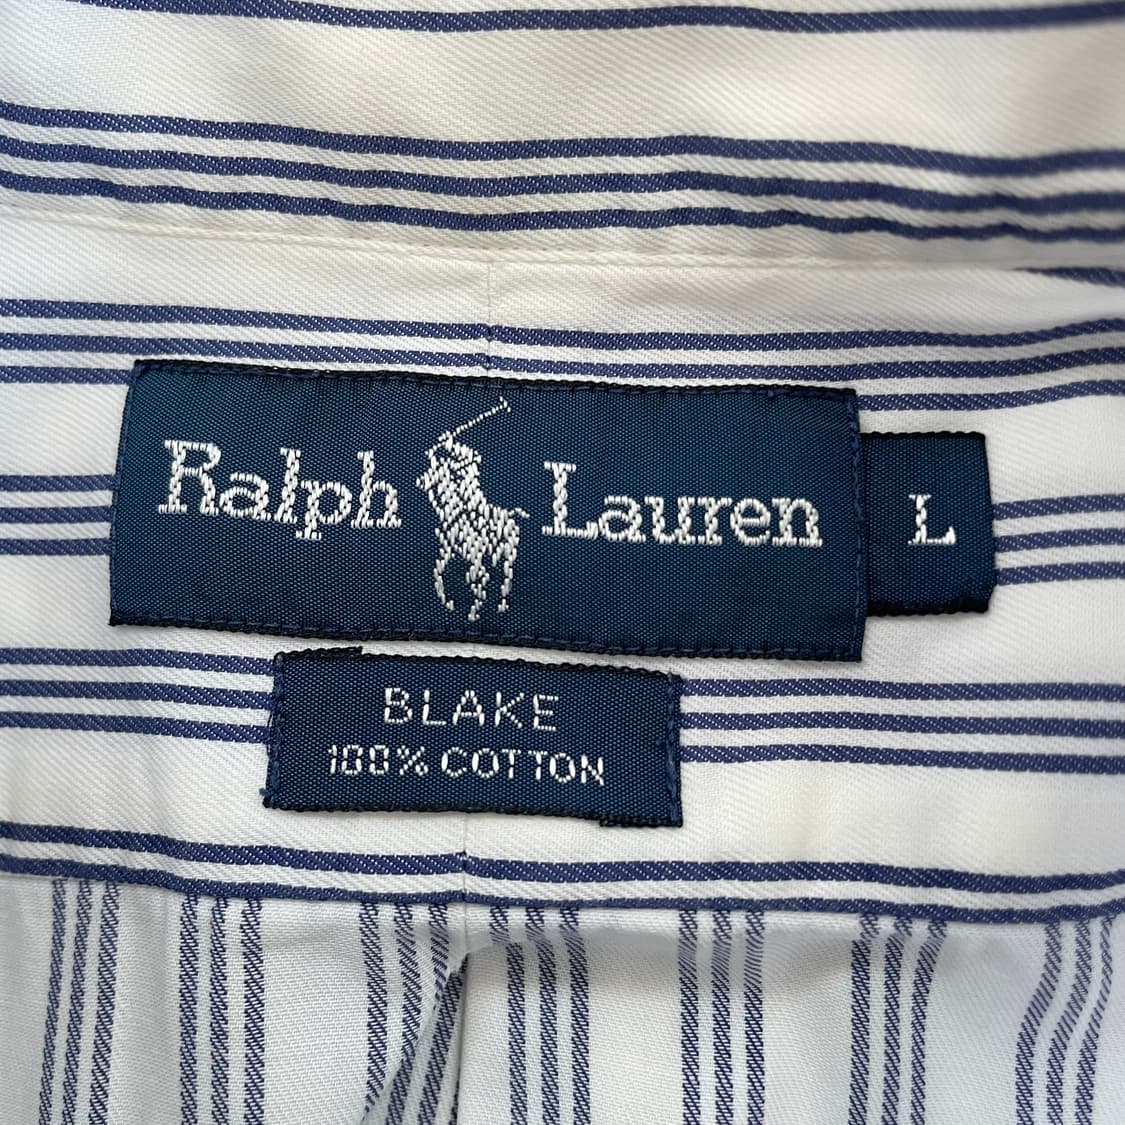 Ralph Lauren
L
BLAKE
100% COTTON